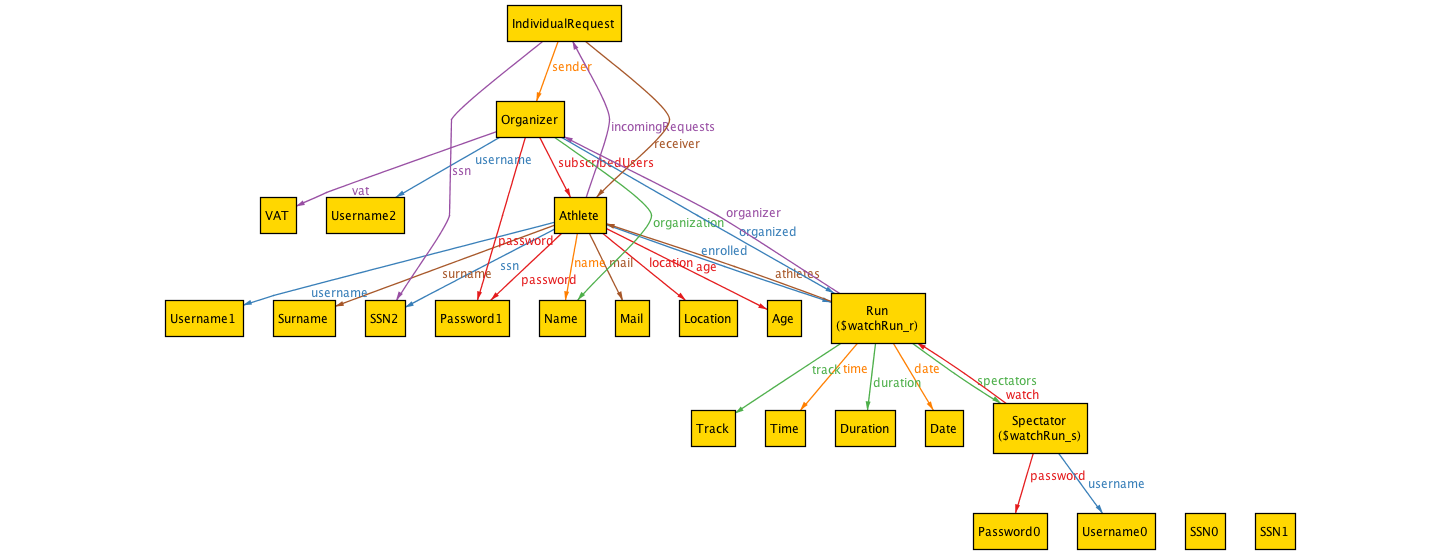 IndividualRequest
sender
Organizer
incomingRequests
receiver
username
subscribedUsers
ssn
vat
VAT
Username2
Athlete
organizer
organization
organized
password
enrolled
name
mail
location
age
surname
ssn
athletes
password
username
Username1
Surname
SSN2
Password1
Name
Mail
Location
Age
Run
($watchRun_r)
track
time
duration
date
spectators
watch
Track
Time
Duration
Date
Spectator
($watchRun_s)
password
username
Password0
Username0
SSN0
SSN1